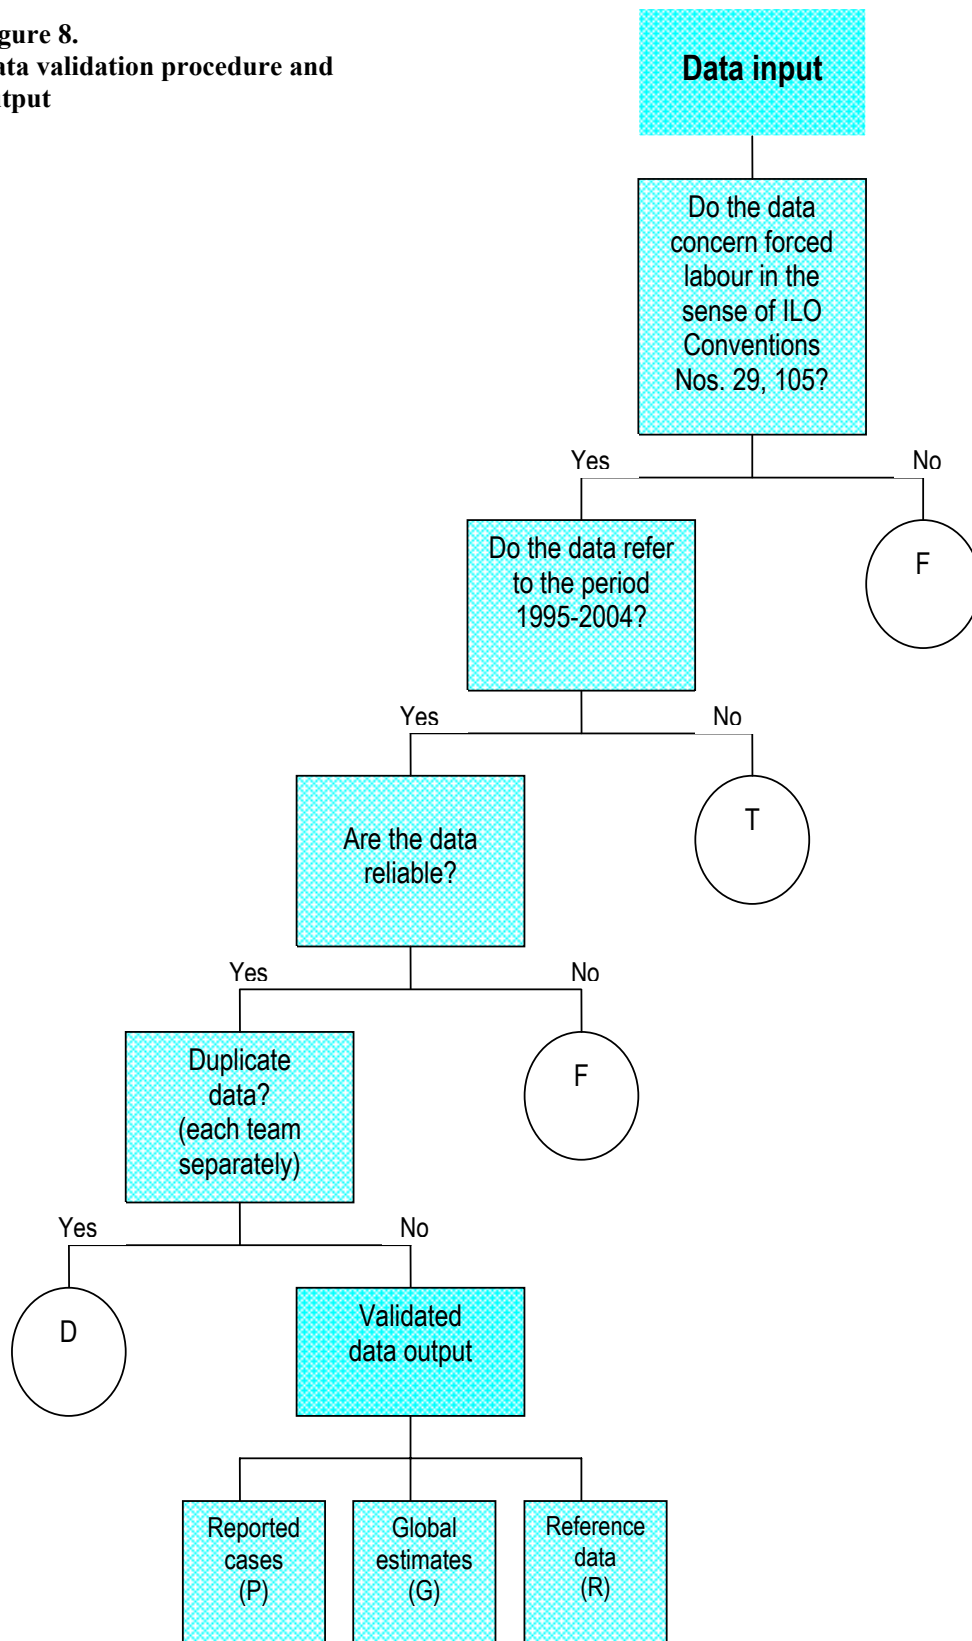 gure 8.
ata validation procedure and
tput
Data input
Do the data
concern forced
labour in the
sense of ILO
Conventions
Nos. 29, 105?
Yes
No
Do the data refer
to the period
1995-2004?
F
Yes
No
Are the data
reliable?
T
Yes
No
Duplicate
data?
(each team
separately)
F
Yes
No
D
Validated
data output
Reported
cases
(P)
Global
estimates
(G)
Reference
data
(R)